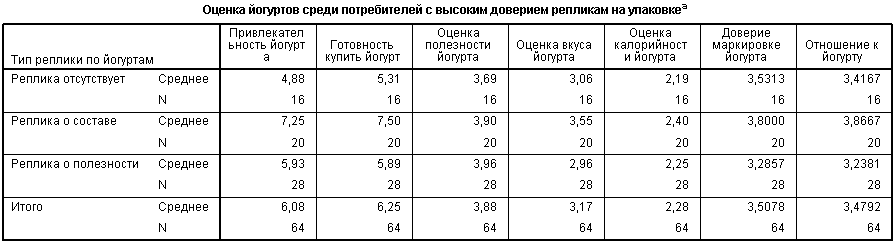 Оценка йогуртов среди потребителей с высоким доверием репликам на упаковкеᵃ
Тип реплики по йогуртам Привлекательность йогурта Готовность купить йогурт Оценка полезности йогурта Оценка вкуса йогурта Оценка калорийности йогурта Доверие маркировке йогурта Отношение к йогурту
Реплика отсутствует Среднее 4,88 5,31 3,69 3,06 2,19 3,5313 3,4167
N 16 16 16 16 16 16 16
Реплика о составе Среднее 7,25 7,50 3,90 3,55 2,40 3,8000 3,8667
N 20 20 20 20 20 20 20
Реплика о полезности Среднее 5,93 5,89 3,96 2,96 2,25 3,2857 3,2381
N 28 28 28 28 28 28 28
Итого Среднее 6,08 6,25 3,88 3,17 2,28 3,5078 3,4792
N 64 64 64 64 64 64 64